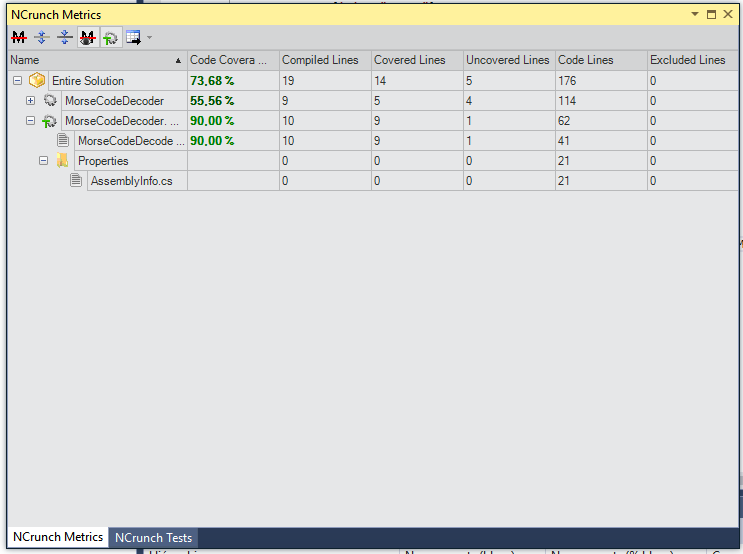 NCrunch Metrics
Name Code Covera ... Compiled Lines Covered Lines Uncovered Lines Code Lines Excluded Lines
Entire Solution 73,68 % 19 14 5 176 0
MorseCodeDecoder 55,56 % 9 5 4 114 0
MorseCodeDecoder. ... 90,00 % 10 9 1 62 0
MorseCodeDecode ... 90,00 % 10 9 1 41 0
Properties 0 0 0 21 0
AssemblyInfo.cs 0 0 0 21 0
NCrunch Metrics NCrunch Tests